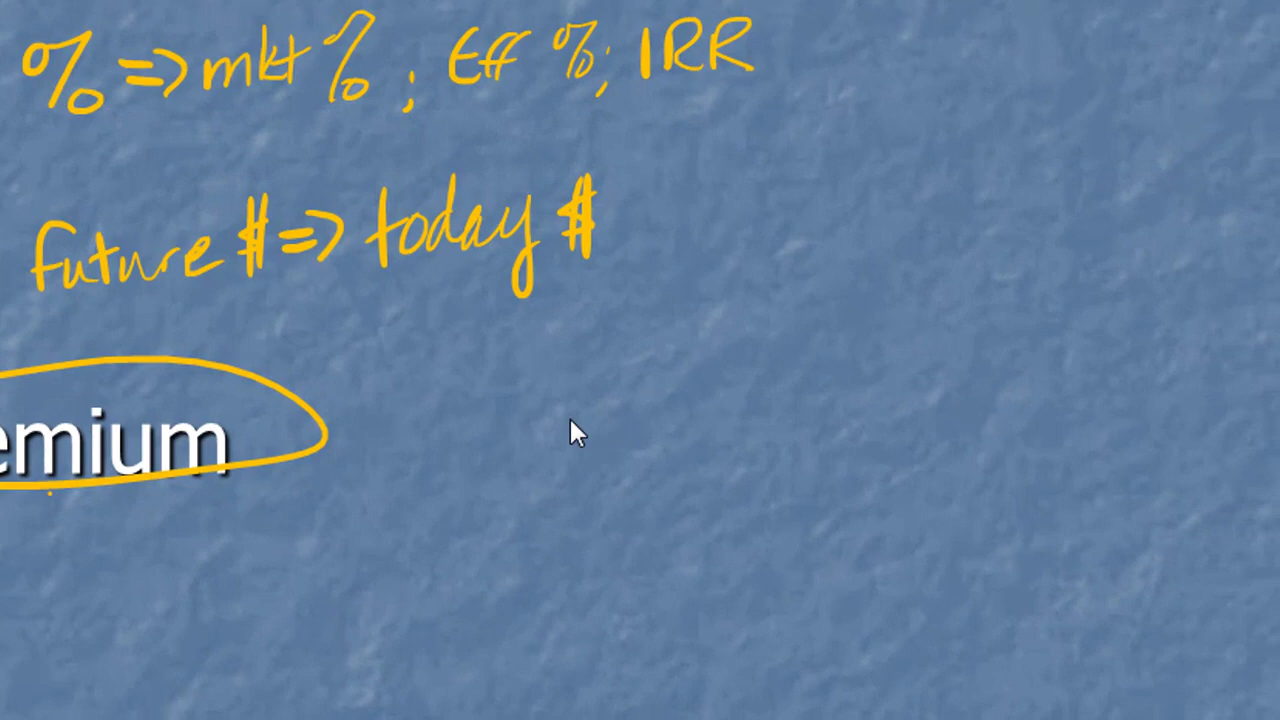 % => mkt % ; Eff % ; IRR
future $ => today $
emium